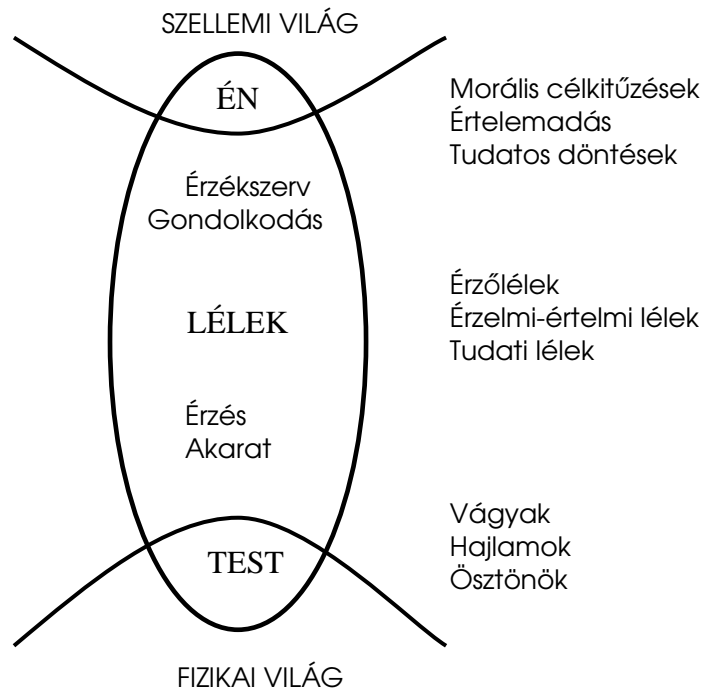 SZELLEMI VILÁG
ÉN
Morális célkitűzések
Értelemadás
Tudatos döntések
Érzékszerv
Gondolkodás
LÉLEK
Érzőlélek
Érzelmi-értelmi lélek
Tudati lélek
Érzés
Akarat
Vágyak
Hajlamok
Ösztönök
TEST
FIZIKAI VILÁG